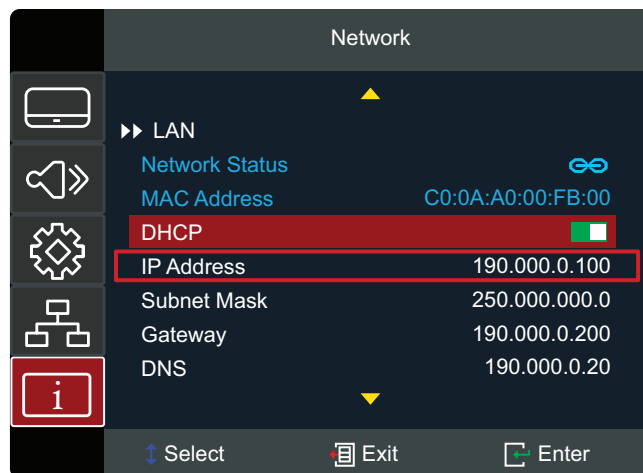 Network
LAN
Network Status
MAC Address C0:0A:A0:00:FB:00
DHCP
IP Address 190.000.0.100
Subnet Mask 250.000.000.0
Gateway 190.000.0.200
DNS 190.000.0.20
i
Select Exit Enter